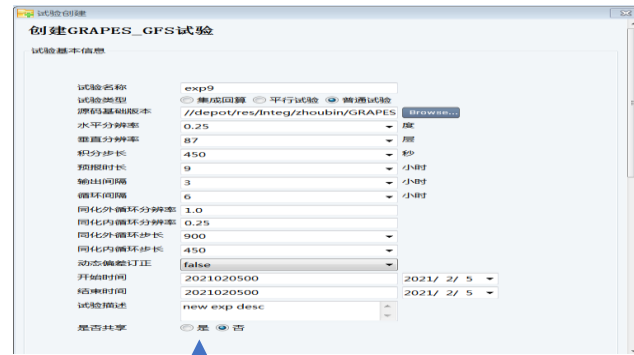 试验创建
创建GRAPES_GFS试验
试验基本信息
试验名称 exp9
试验类型 集成回算 平行试验 普通试验
源码基础版本 //depot/res/Integ/zhoubin/GRAPES Browse...
水平分辨率 0.25 度
垂直分辨率 87 层
积分步长 450 秒
预报时长 9 小时
输出间隔 3 小时
循环间隔 6 小时
同化外循环分辨率 1.0
同化内循环分辨率 0.25
同化外循环步长 900
同化内循环步长 450
动态偏差订正 false
开始时间 2021020500 2021/ 2/ 5
结束时间 2021020500 2021/ 2/ 5
试验描述 new exp desc
是否共享 是 否